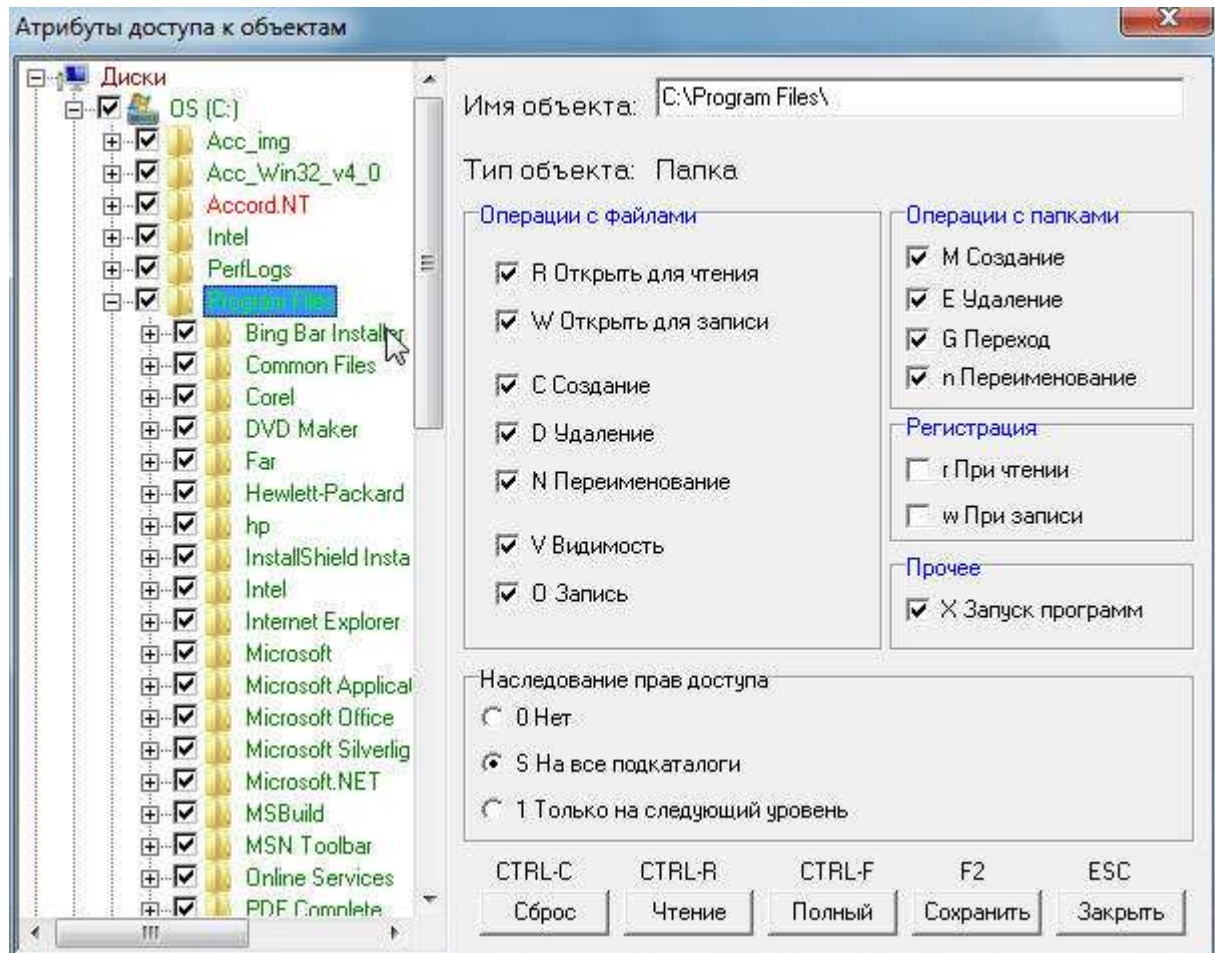 Атрибуты доступа к объектам
Диски
OS (C:)
Acc_img
Acc_Win32_v4_0
Accord.NT
Intel
PerfLogs
Program Files
Bing Bar Installer
Common Files
Corel
DVD Maker
Far
Hewlett-Packard
hp
InstallShield Insta
Intel
Internet Explorer
Microsoft
Microsoft Applicat
Microsoft Office
Microsoft Silverlig
Microsoft.NET
MSBuild
MSN Toolbar
Online Services
PDF Complete
Имя объекта: C:\Program Files\
Тип объекта: Папка
Операции с файлами
R Открыть для чтения
W Открыть для записи
C Создание
D Удаление
N Переименование
V Видимость
O Запись
Операции с папками
M Создание
E Удаление
G Переход
n Переименование
Регистрация
r При чтении
w При записи
Прочее
X Запуск программ
Наследование прав доступа
0 Нет
S На все подкаталоги
1 Только на следующий уровень
CTRL-C CTRL-R CTRL-F F2 ESC
Сброс Чтение Полный Сохранить Закрыть